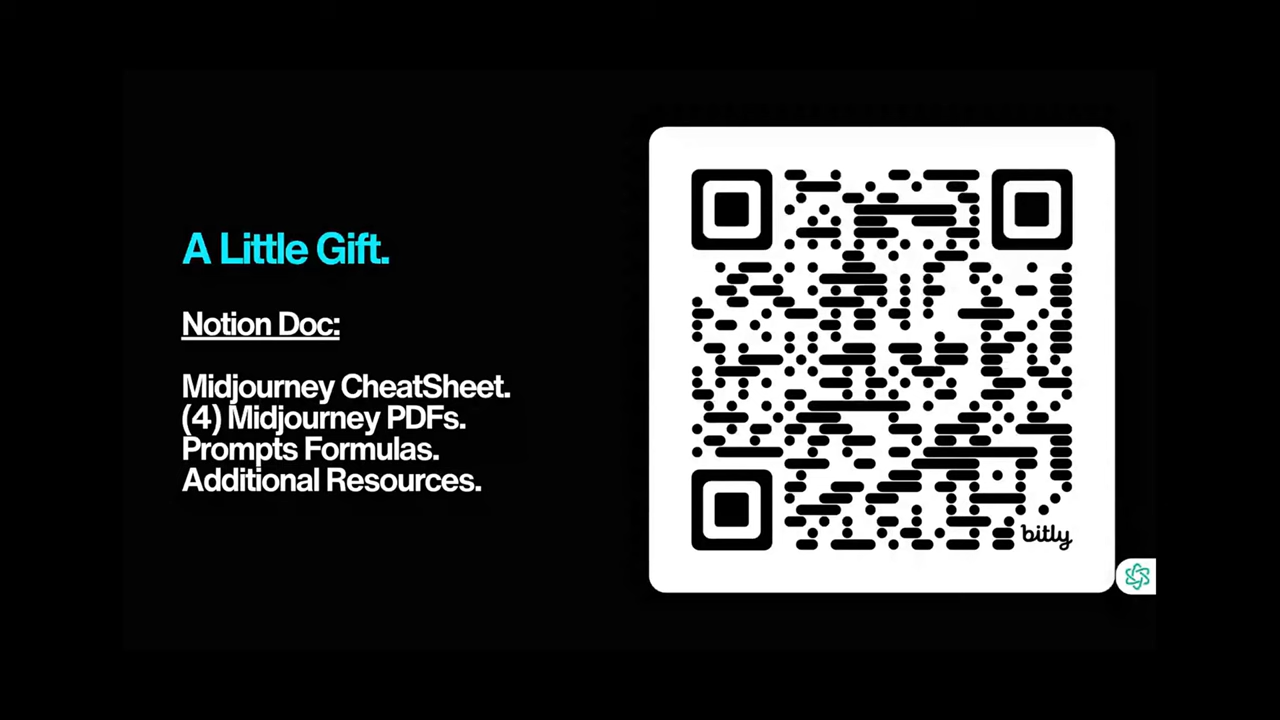 A Little Gift.
Notion Doc:
Midjourney CheatSheet.
(4) Midjourney PDFs.
Prompts Formulas.
Additional Resources.
bitly